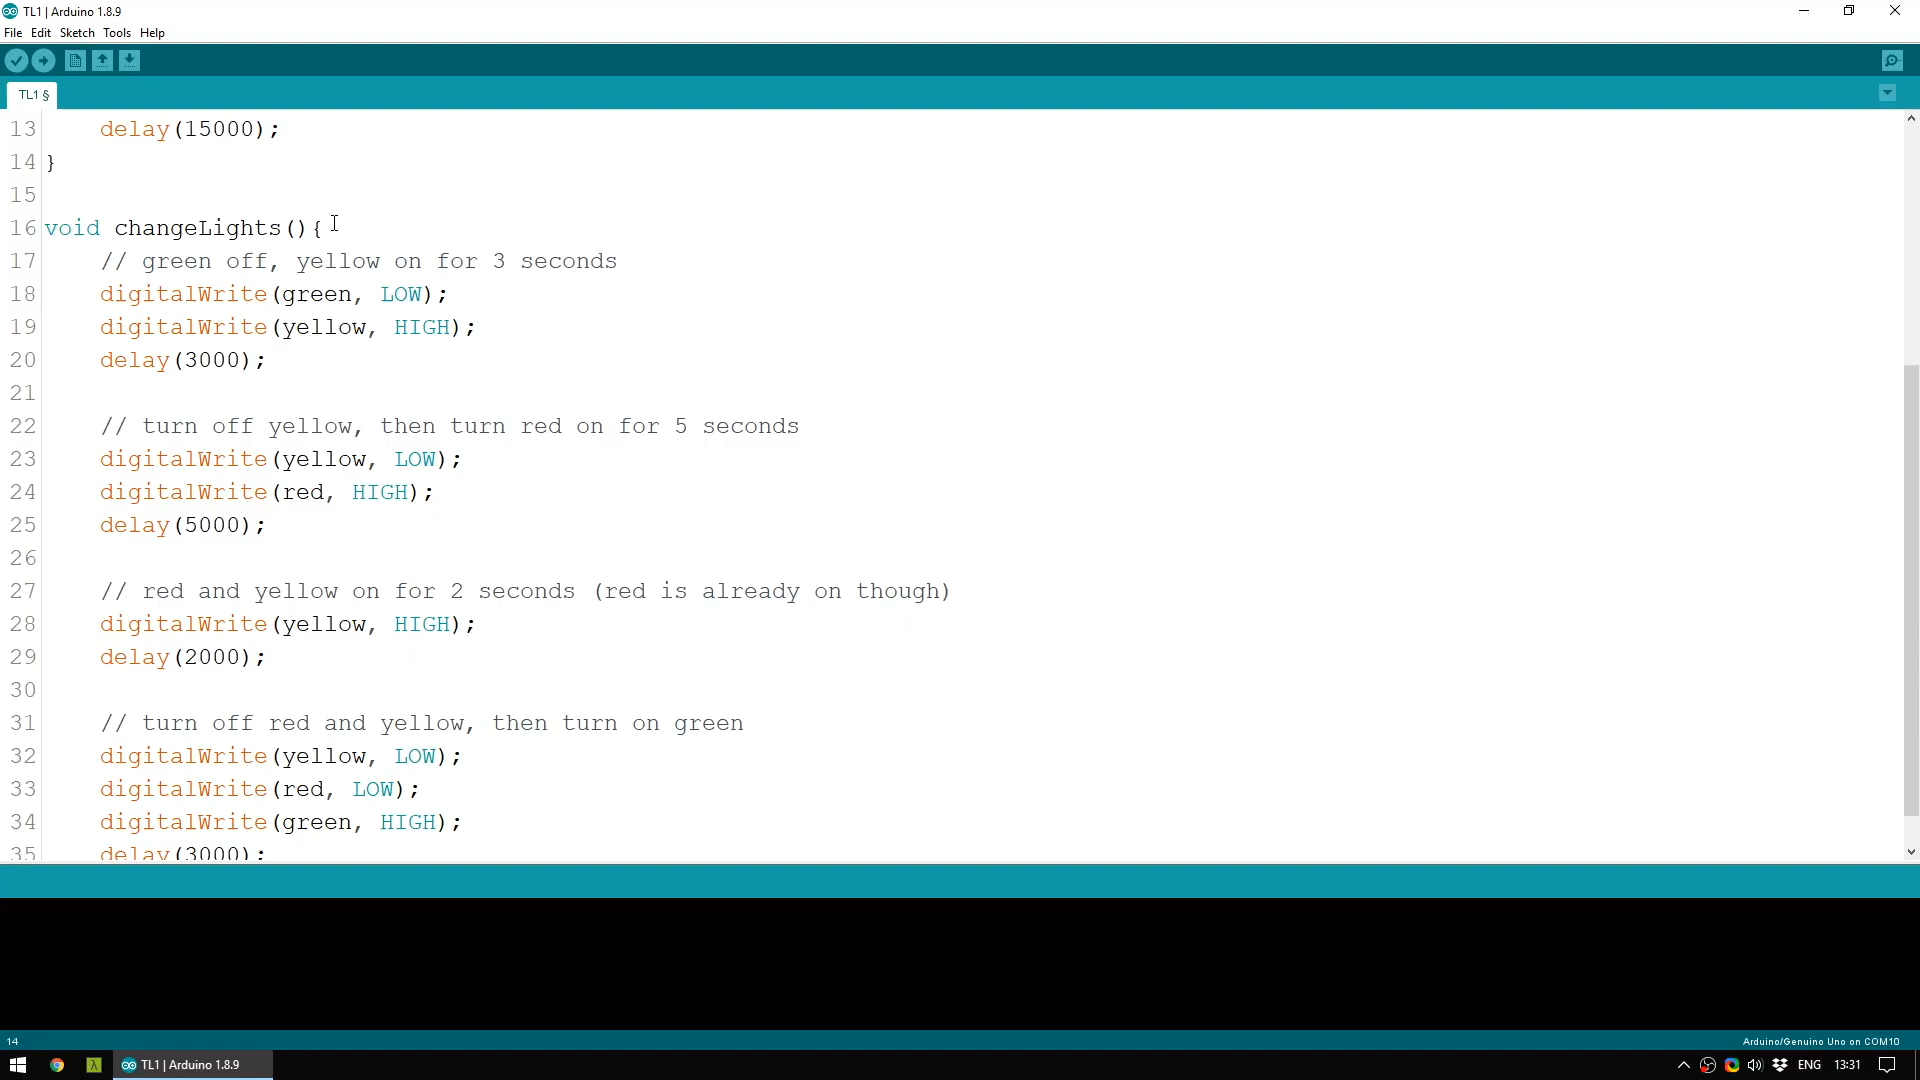 TL1 | Arduino 1.8.9
File Edit Sketch Tools Help
TL1 §
13 delay(15000);
14 }
15
16 void changeLights(){
17 // green off, yellow on for 3 seconds
18 digitalWrite(green, LOW);
19 digitalWrite(yellow, HIGH);
20 delay(3000);
21
22 // turn off yellow, then turn red on for 5 seconds
23 digitalWrite(yellow, LOW);
24 digitalWrite(red, HIGH);
25 delay(5000);
26
27 // red and yellow on for 2 seconds (red is already on though)
28 digitalWrite(yellow, HIGH);
29 delay(2000);
30
31 // turn off red and yellow, then turn on green
32 digitalWrite(yellow, LOW);
33 digitalWrite(red, LOW);
34 digitalWrite(green, HIGH);
35 delay(3000);
14 Arduino/Genuino Uno on COM10
TL1 | Arduino 1.8.9 ENG 13:31